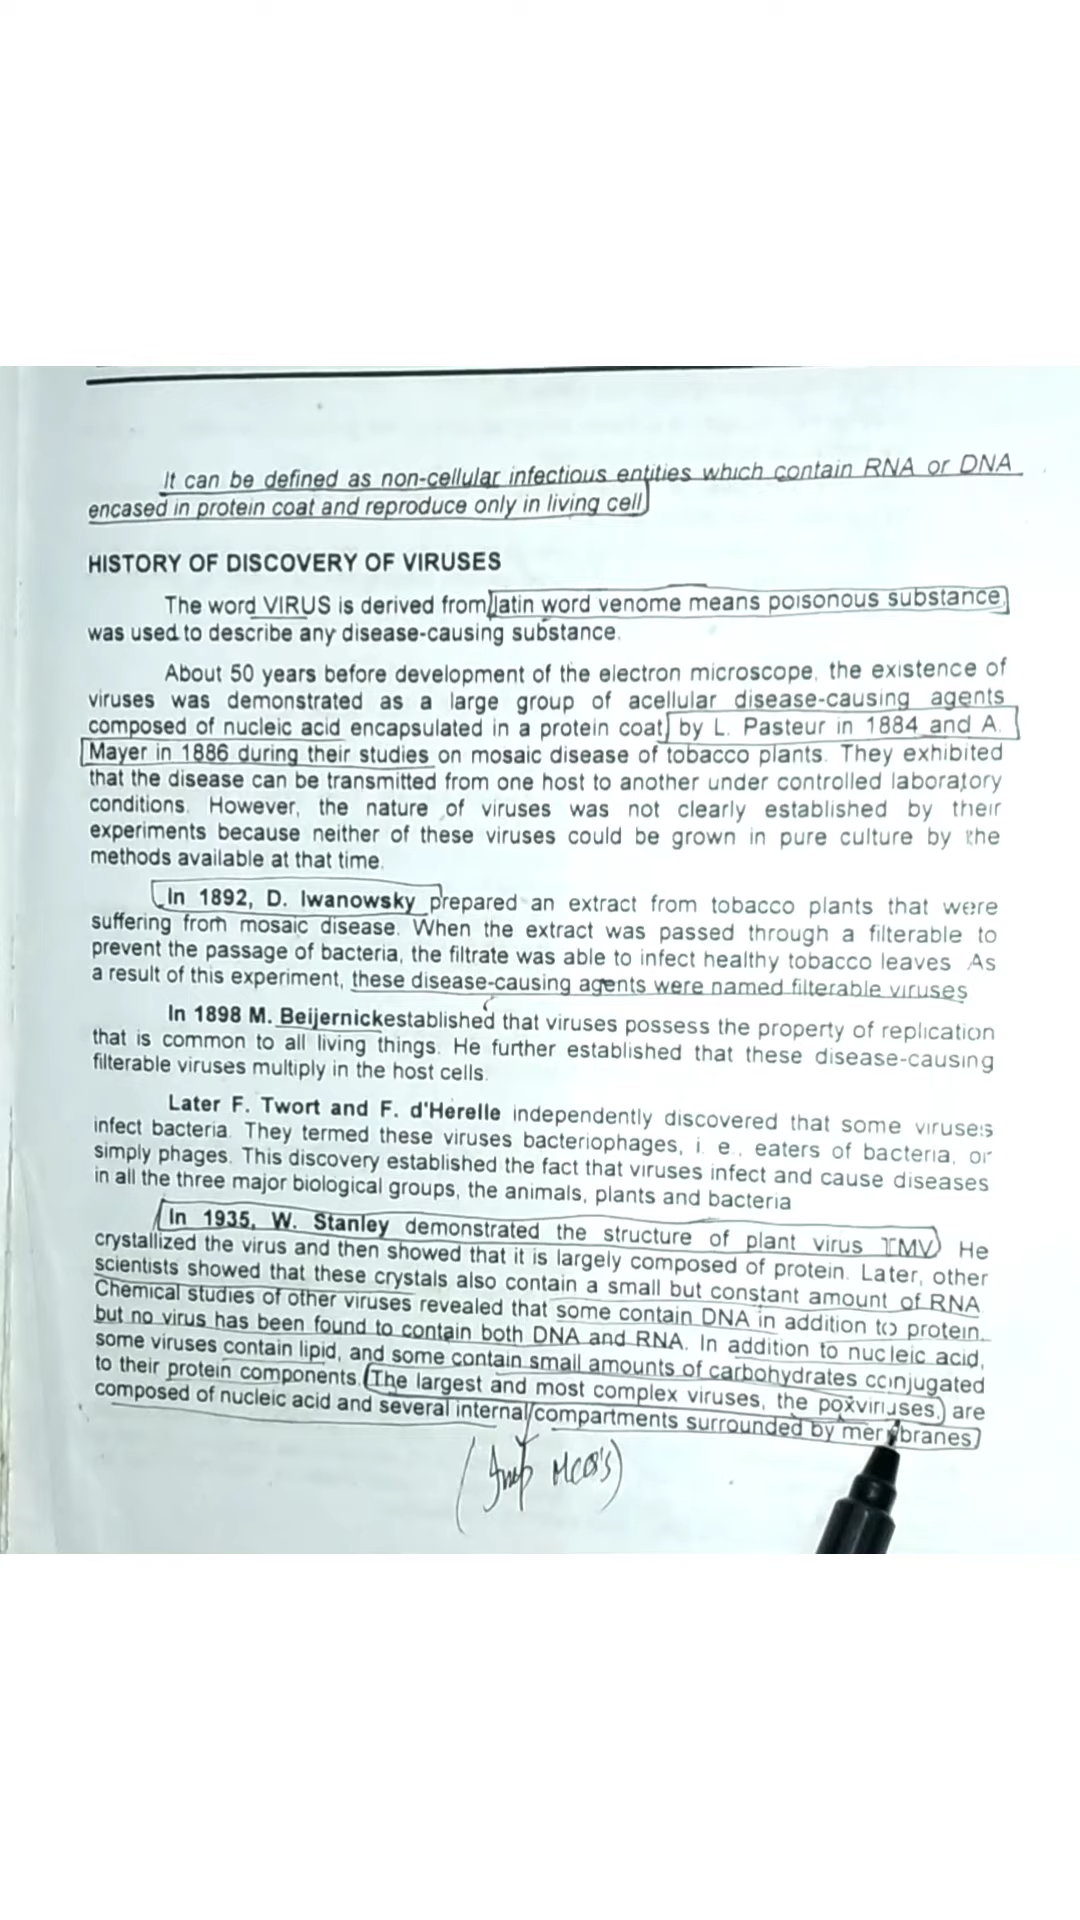 It can be defined as non-cellular infectious entities which contain RNA or DNA
encased in protein coat and reproduce only in living cell
HISTORY OF DISCOVERY OF VIRUSES
The word VIRUS is derived from latin word venome means poisonous substance
was used to describe any disease-causing substance.
About 50 years before development of the electron microscope, the existence of
viruses was demonstrated as a large group of acellular disease-causing agents
composed of nucleic acid encapsulated in a protein coat by L. Pasteur in 1884 and A.
Mayer in 1886 during their studies on mosaic disease of tobacco plants. They exhibited
that the disease can be transmitted from one host to another under controlled laboratory
conditions. However, the nature of viruses was not clearly established by their
experiments because neither of these viruses could be grown in pure culture by the
methods available at that time.
In 1892, D. Iwanowsky prepared an extract from tobacco plants that were
suffering from mosaic disease. When the extract was passed through a filterable to
prevent the passage of bacteria, the filtrate was able to infect healthy tobacco leaves As
a result of this experiment, these disease-causing agents were named filterable viruses
In 1898 M. Beijernickestablished that viruses possess the property of replication
that is common to all living things. He further established that these disease-causing
filterable viruses multiply in the host cells.
Later F. Twort and F. d'Herelle independently discovered that some viruses
infect bacteria. They termed these viruses bacteriophages, i. e., eaters of bacteria, or
simply phages. This discovery established the fact that viruses infect and cause diseases
in all the three major biological groups, the animals, plants and bacteria
In 1935, W. Stanley demonstrated the structure of plant virus TMV He
crystallized the virus and then showed that it is largely composed of protein. Later, other
scientists showed that these crystals also contain a small but constant amount of RNA
Chemical studies of other viruses revealed that some contain DNA in addition to protein,
but no virus has been found to contain both DNA and RNA. In addition to nucleic acid,
some viruses contain lipid, and some contain small amounts of carbohydrates conjugated
to their protein components. The largest and most complex viruses, the poxviruses, are
composed of nucleic acid and several internal compartments surrounded by membranes
(Imp MCQ's)